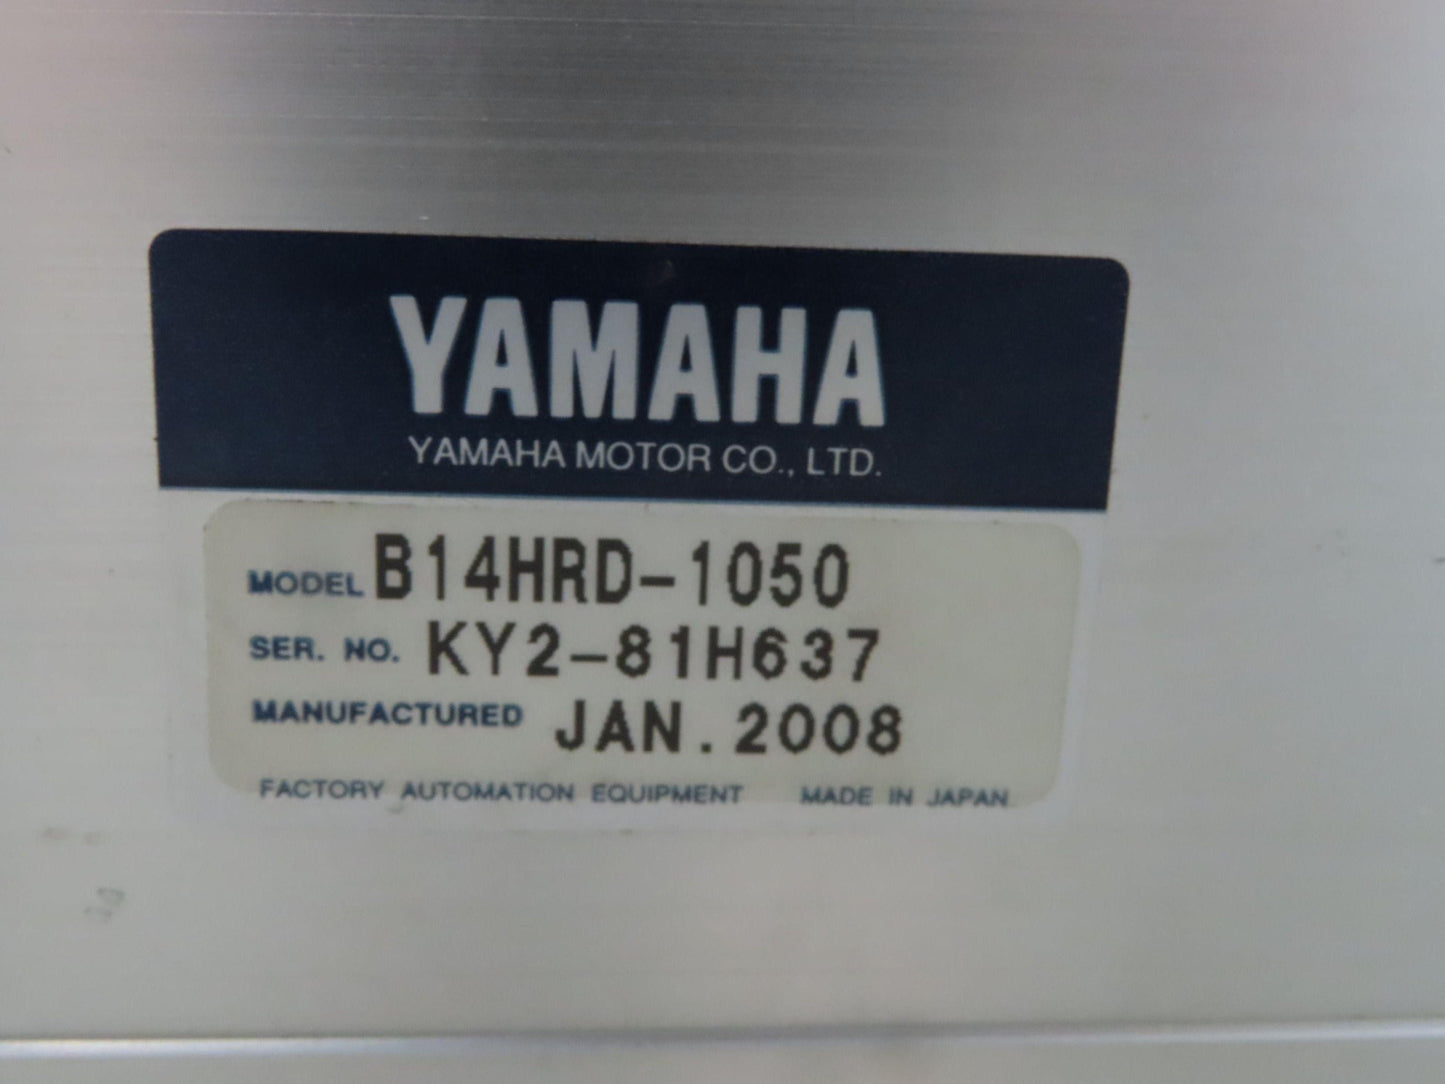 YAMAHA
YAMAHA MOTOR CO., LTD.
MODEL B14HRD-1050
SER. NO. KY2-81H637
MANUFACTURED JAN. 2008
FACTORY AUTOMATION EQUIPMENT MADE IN JAPAN